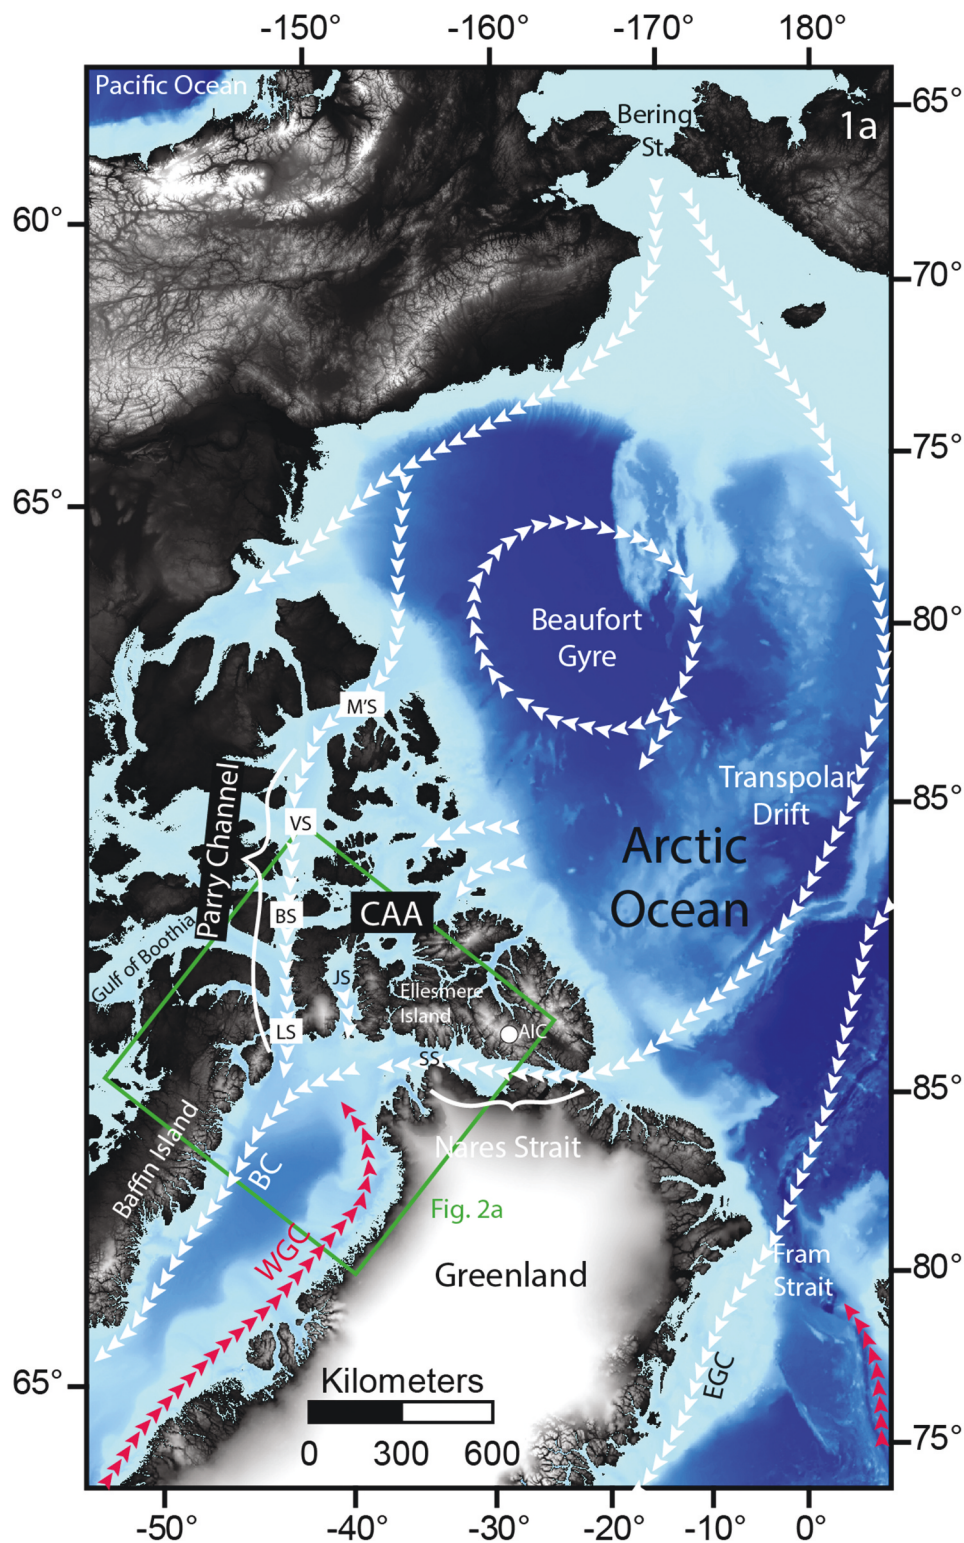 -150° -160° -170° 180°
Pacific Ocean
65°
Bering
St.
1a
60°
70°
75°
65°
80°
Beaufort
Gyre
M'S
Transpolar
Drift
85°
Parry Channel
VS
Arctic
Ocean
BS
CAA
Gulf of Boothia
JS
Ellesmere
Island
AIC
LS
SS
85°
Baffin Island
Nares Strait
BC
Fig. 2a
WGC
Fram
Strait
80°
Greenland
EGC
65°
Kilometers
0 300 600
75°
-50° -40° -30° -20° -10° 0°